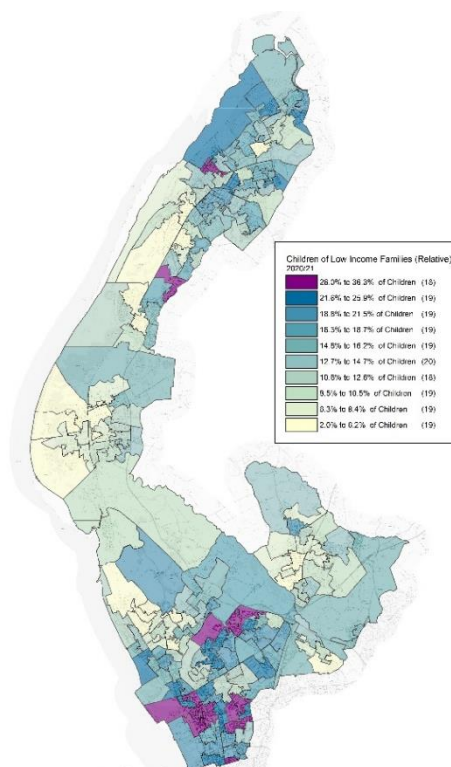 Children of Low Income Families (Relative)
2020/21
26.0% to 36.3% of Children (18)
21.6% to 25.9% of Children (19)
18.8% to 21.5% of Children (19)
16.3% to 18.7% of Children (19)
14.8% to 16.2% of Children (19)
12.7% to 14.7% of Children (20)
10.6% to 12.6% of Children (18)
8.5% to 10.5% of Children (19)
6.3% to 8.4% of Children (19)
2.0% to 6.2% of Children (19)